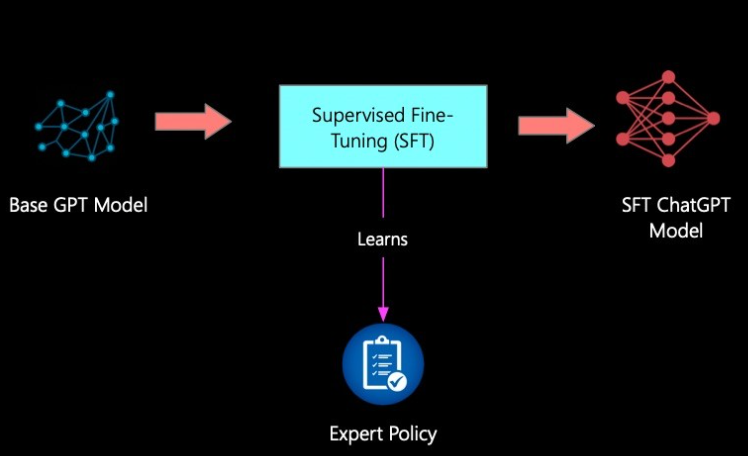 Supervised Fine-
Tuning (SFT)
Base GPT Model
SFT ChatGPT
Model
Learns
Expert Policy